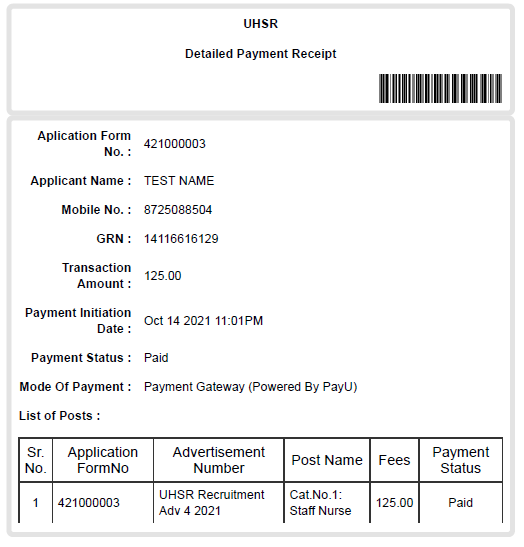 UHSR
Detailed Payment Receipt
Aplication Form
No. : 421000003
Applicant Name : TEST NAME
Mobile No. : 8725088504
GRN : 14116616129
Transaction
Amount : 125.00
Payment Initiation
Date : Oct 14 2021 11:01PM
Payment Status : Paid
Mode Of Payment : Payment Gateway (Powered By PayU)
List of Posts :
Sr. No. Application FormNo Advertisement Number Post Name Fees Payment Status
1 421000003 UHSR Recruitment Adv 4 2021 Cat.No.1: Staff Nurse 125.00 Paid